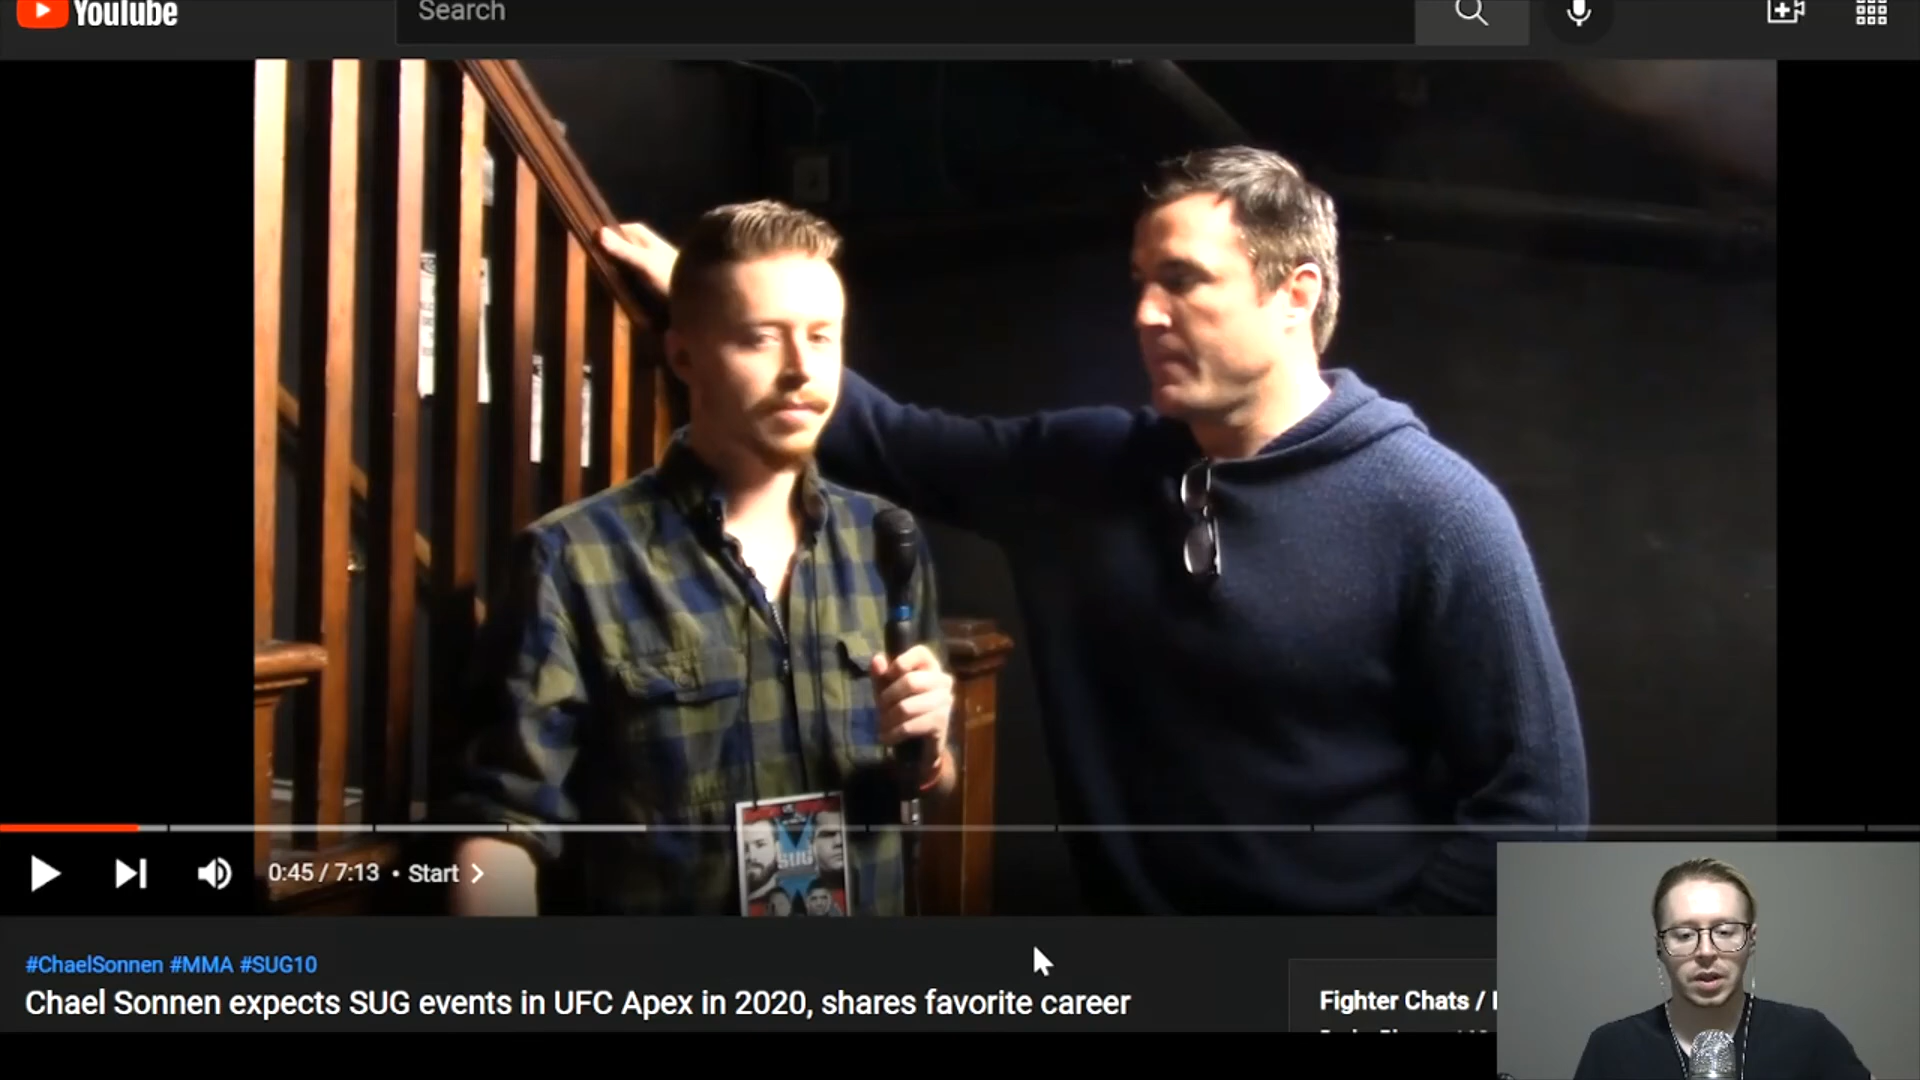 YouTube
Search
SUG
0:45 / 7:13 • Start
#ChaelSonnen #MMA #SUG10
Chael Sonnen expects SUG events in UFC Apex in 2020, shares favorite career
Fighter Chats /